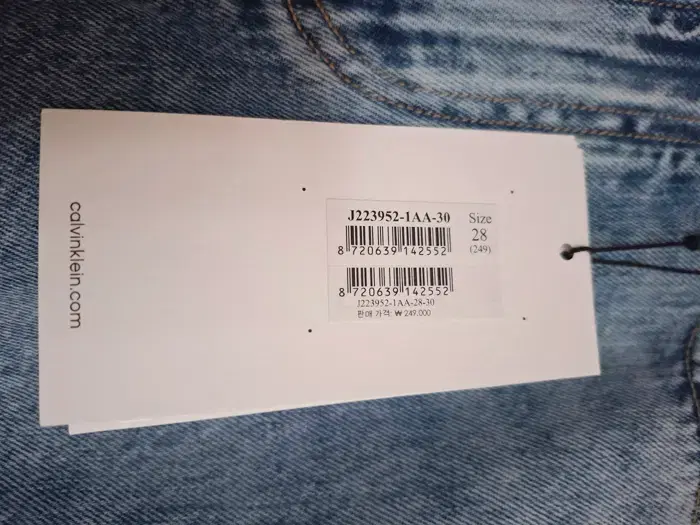 calvinklein.com
J223952-1AA-30
Size
28
(249)
8 720639 142552
8 720639 142552
J223952-1AA-28-30
판매 가격: ₩ 249,000